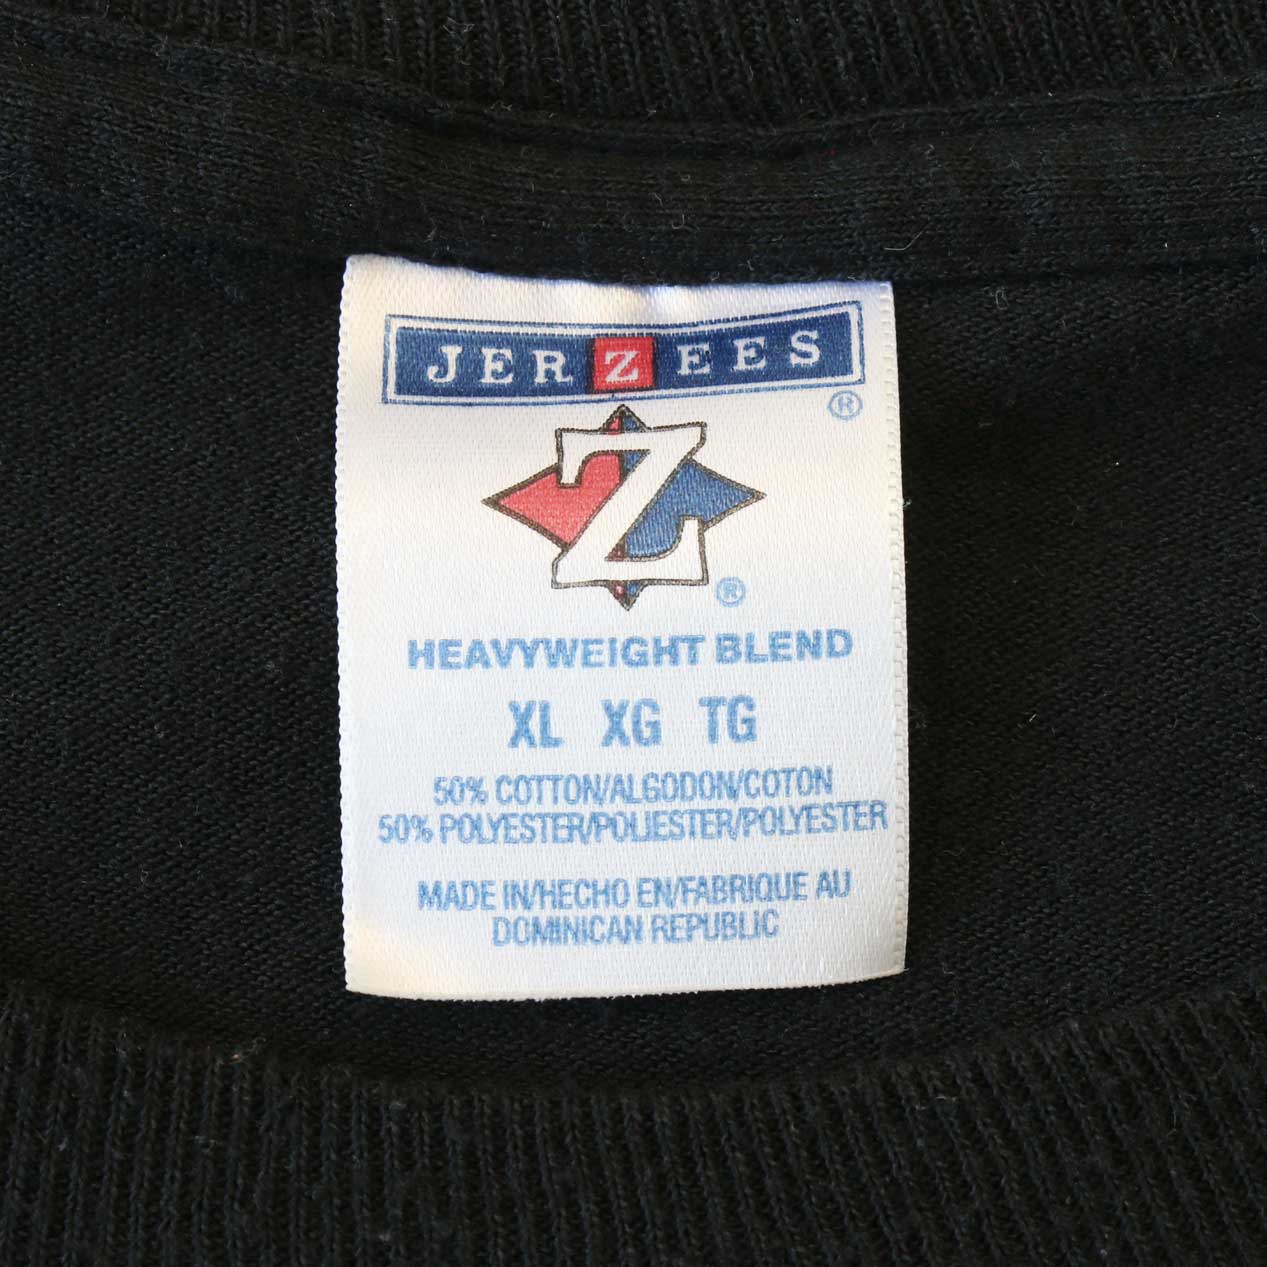 JERZEES
®
Z
®
HEAVYWEIGHT BLEND
XL XG TG
50% COTTON/ALGODON/COTON
50% POLYESTER/POLIESTER/POLYESTER
MADE IN/HECHO EN/FABRIQUE AU
DOMINICAN REPUBLIC